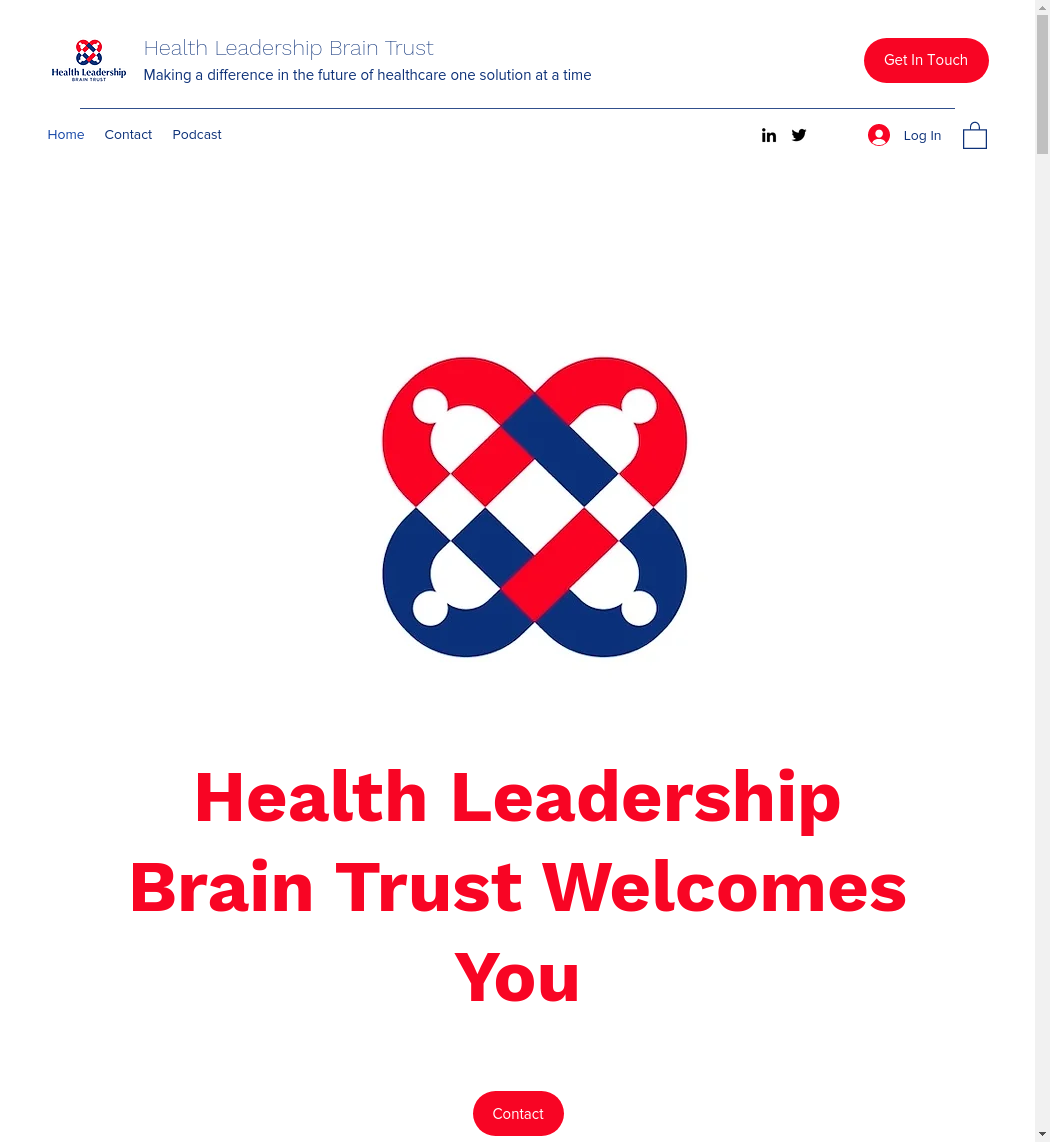 Health Leadership
BRAIN TRUST
Health Leadership Brain Trust
Making a difference in the future of healthcare one solution at a time
Get In Touch
Home
Contact
Podcast
Log In
Health Leadership
Brain Trust Welcomes
You
Contact